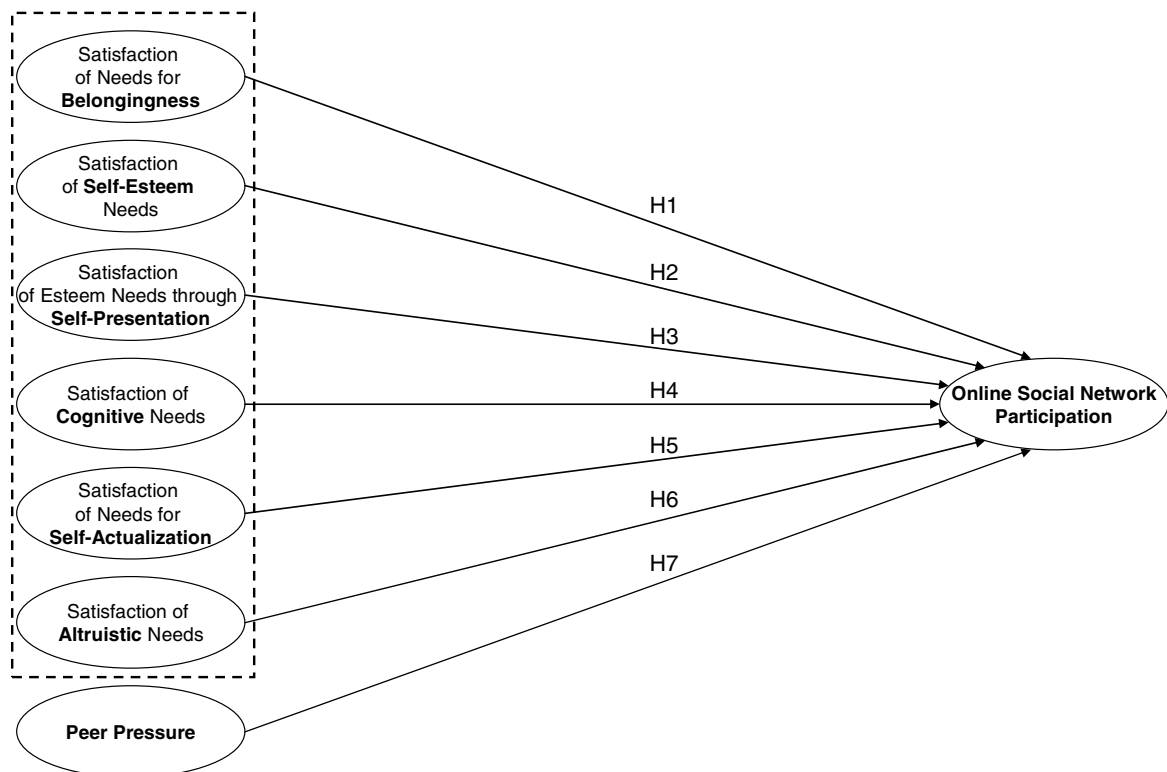 Satisfaction
of Needs for
Belongingness
Satisfaction
of Self-Esteem
Needs
Satisfaction
of Esteem Needs through
Self-Presentation
Satisfaction of
Cognitive Needs
Satisfaction
of Needs for
Self-Actualization
Satisfaction of
Altruistic Needs
Peer Pressure
H1
H2
H3
H4
H5
H6
H7
Online Social Network
Participation